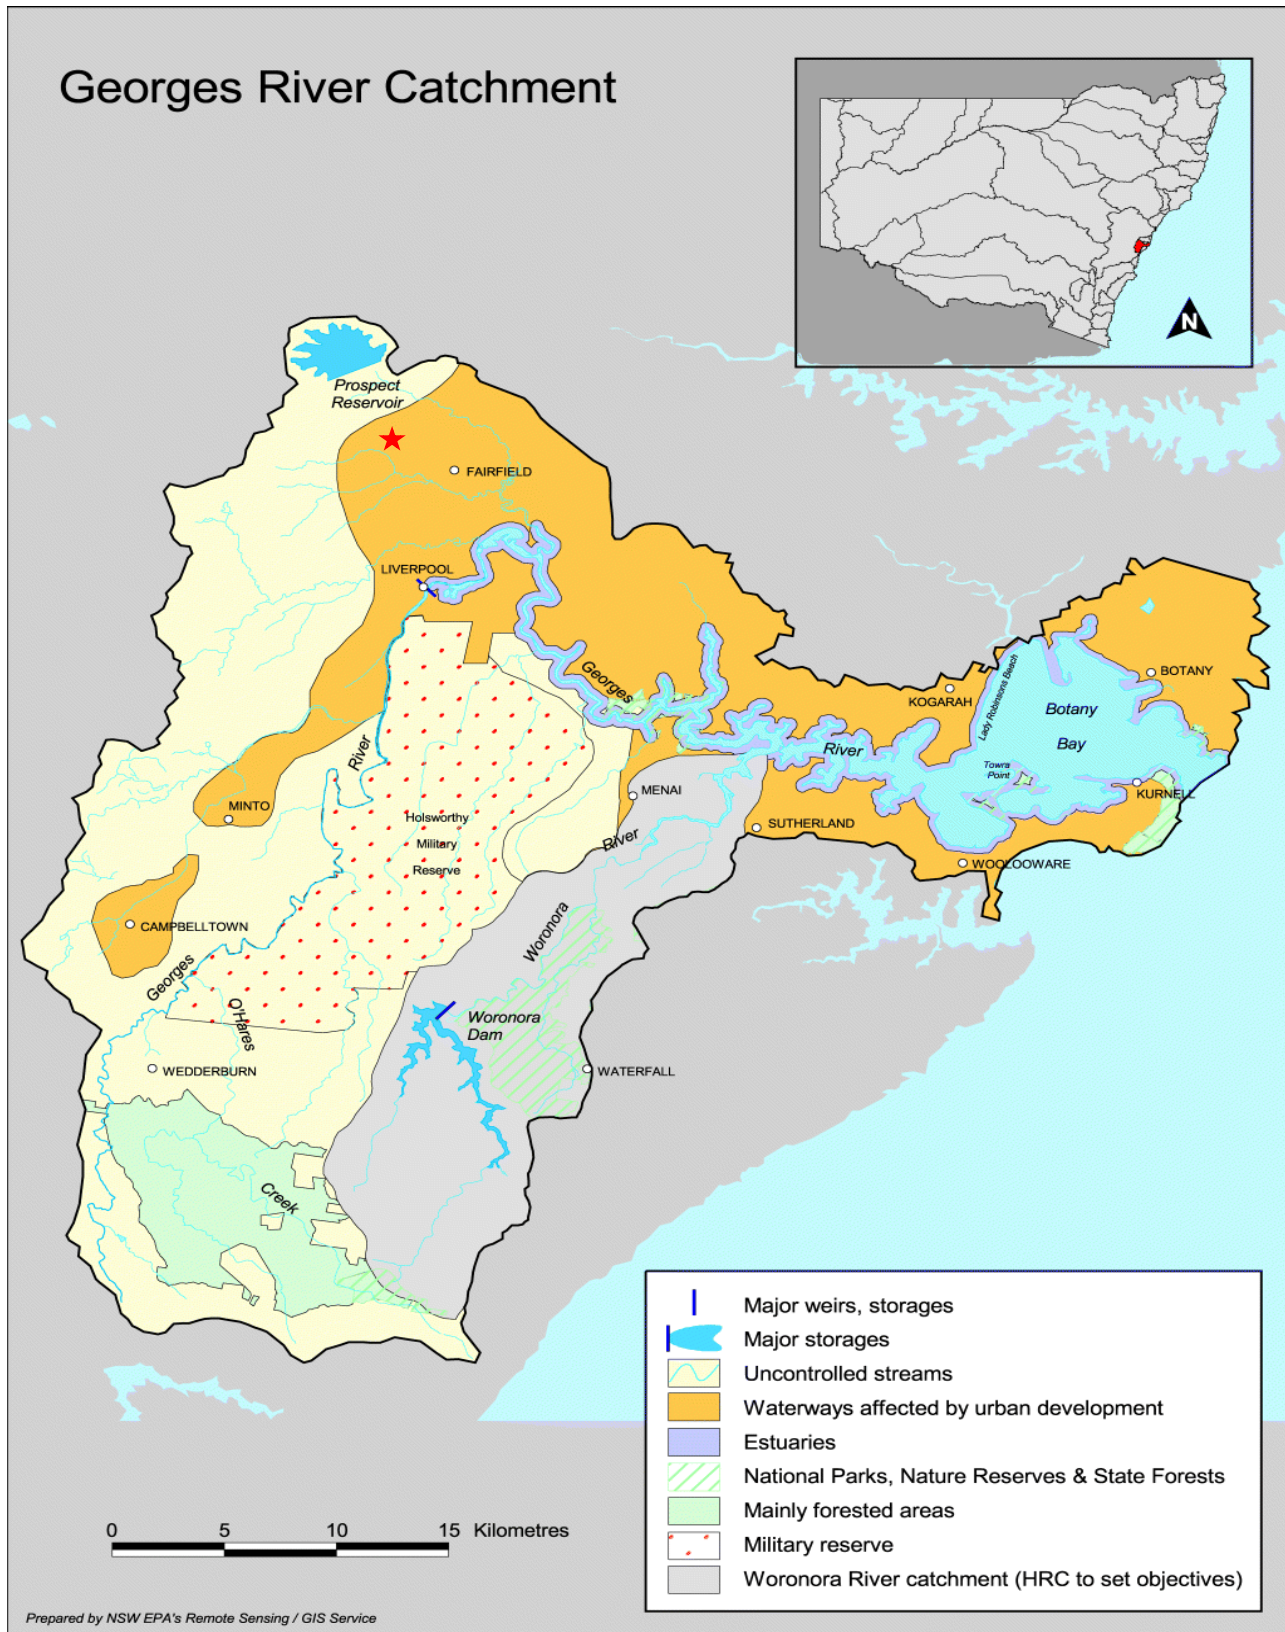 Georges River Catchment
N
Prospect
Reservoir
FAIRFIELD
LIVERPOOL
Georges
River
KOGARAH
Lady Robinsons Beach
Botany
Bay
BOTANY
Towra
Point
KURNELL
River
MENAI
SUTHERLAND
WOOLOOWARE
MINTO
Holsworthy
Military
Reserve
River
CAMPBELLTOWN
Georges
O'Hares
Woronora
Woronora
Dam
WEDDERBURN
WATERFALL
Creek
Major weirs, storages
Major storages
Uncontrolled streams
Waterways affected by urban development
Estuaries
National Parks, Nature Reserves & State Forests
Mainly forested areas
Military reserve
Woronora River catchment (HRC to set objectives)
0 5 10 15 Kilometres
Prepared by NSW EPA's Remote Sensing / GIS Service